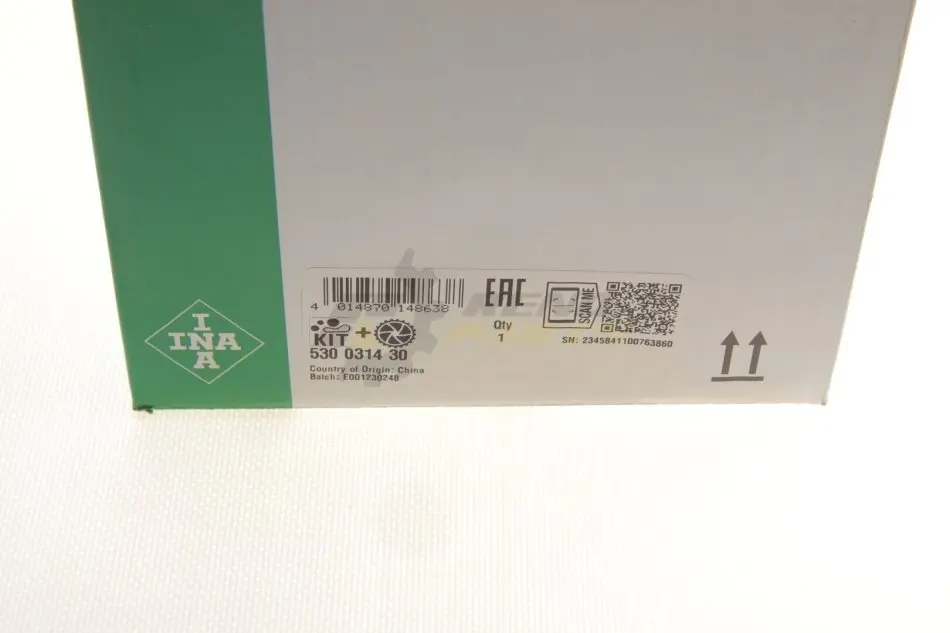 I
INA
A
4 014870 148638
EAC
Qty
1
SCAN ME
SN: 2345841100763860
KIT +
530 0314 30
Country of Origin: China
Batch: E001230248